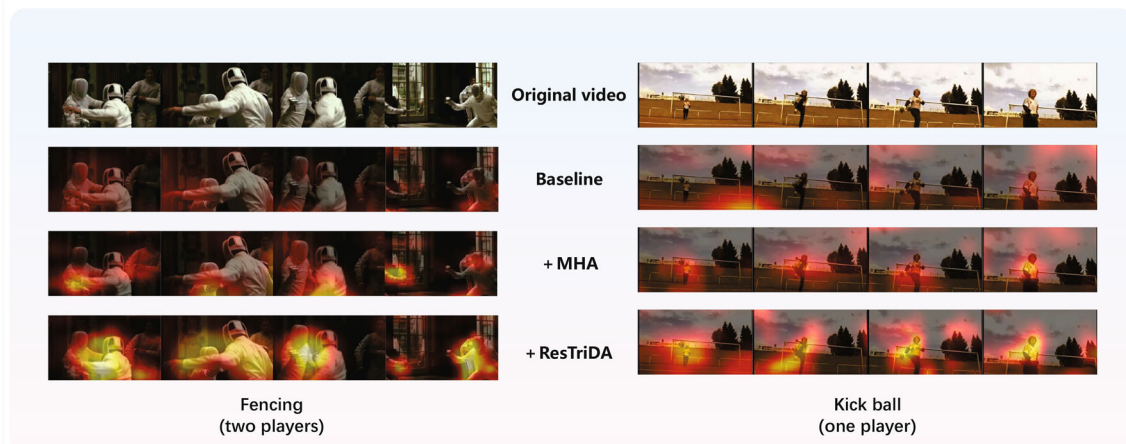 Original video
Baseline
+ MHA
+ ResTriDA
Fencing
(two players)
Kick ball
(one player)